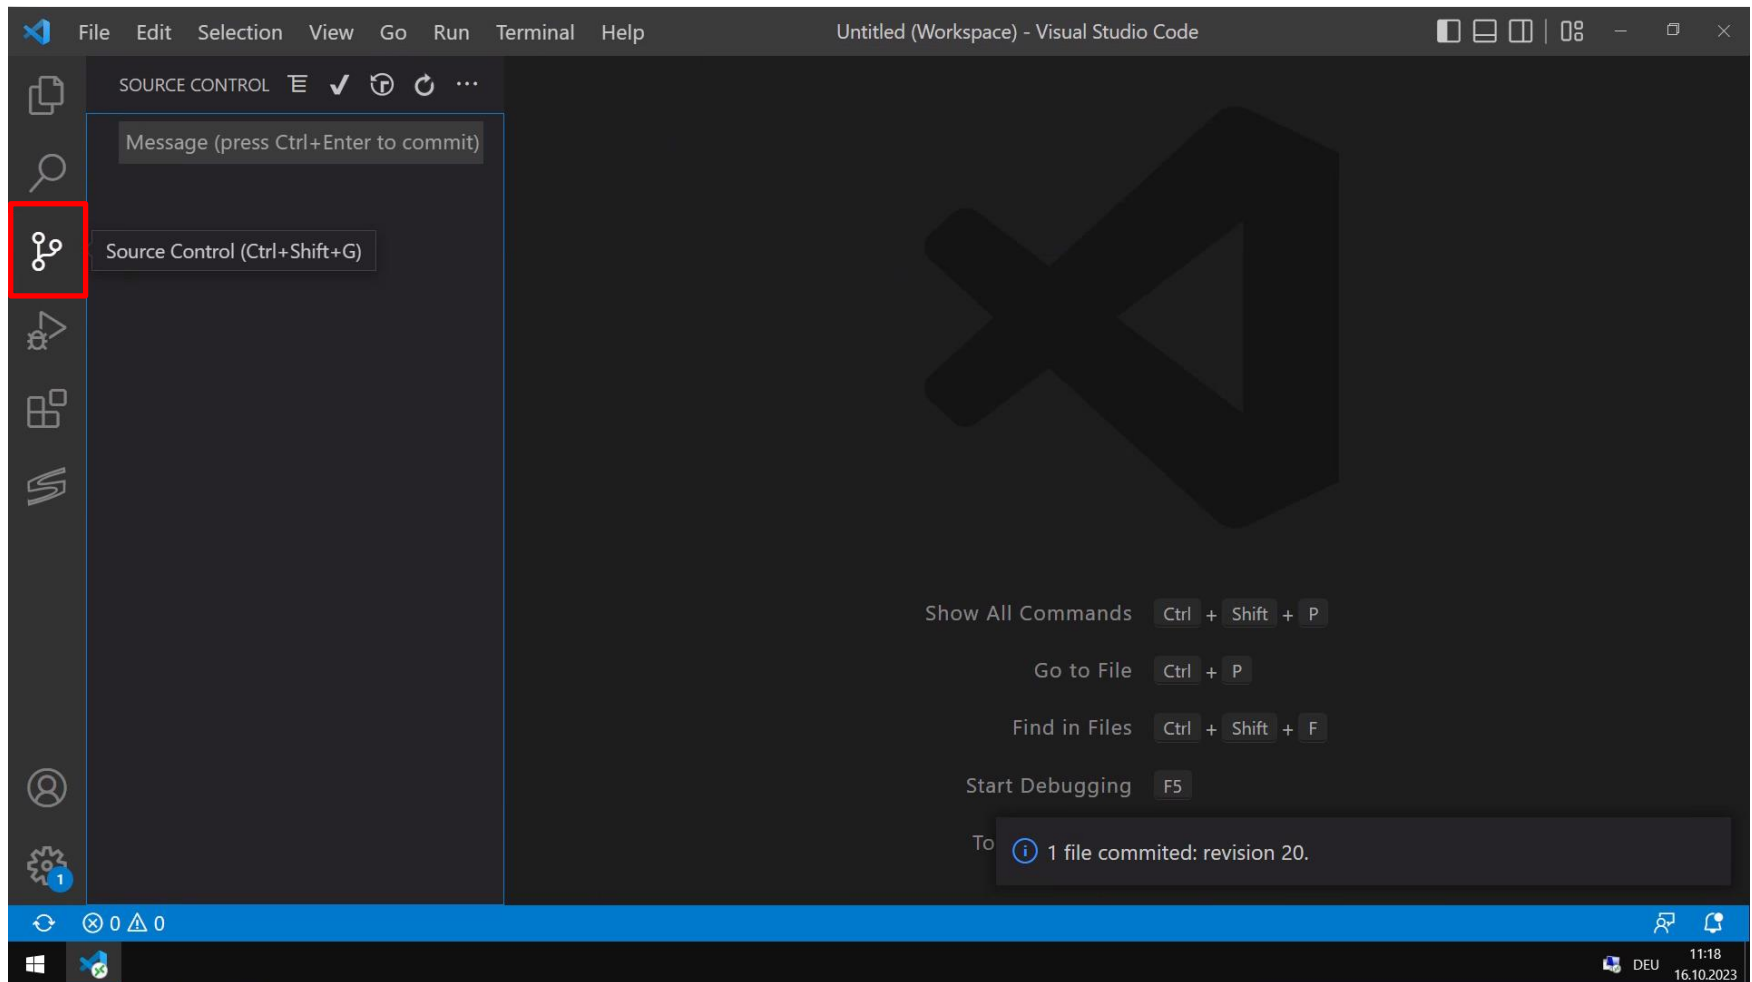 File Edit Selection View Go Run Terminal Help Untitled (Workspace) - Visual Studio Code
SOURCE CONTROL
Message (press Ctrl+Enter to commit)
Source Control (Ctrl+Shift+G)
Show All Commands Ctrl + Shift + P
Go to File Ctrl + P
Find in Files Ctrl + Shift + F
Start Debugging F5
To
1 file commited: revision 20.
1
0 0
DEU 11:18
16.10.2023